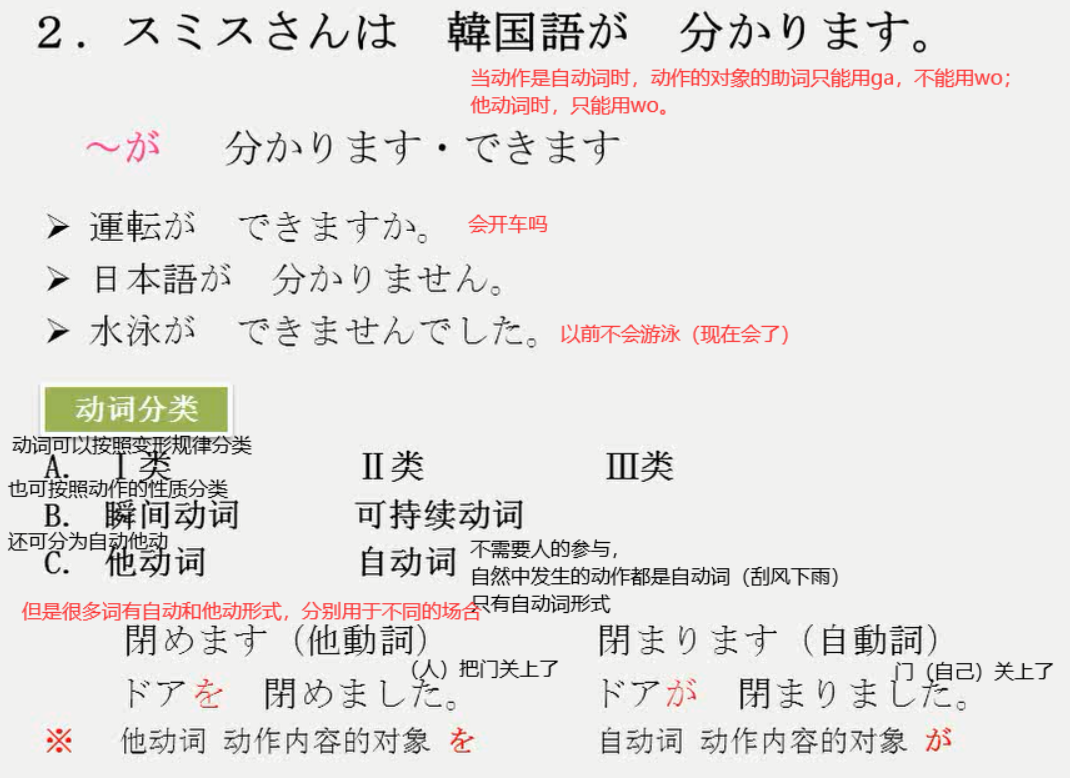 ２．スミスさんは　韓国語が　分かります。
当动作是自动词时，动作的对象的助词只能用ga，不能用wo；
他动词时，只能用wo。
～が　分かります・できます
➢ 運転が　できますか。 会开车吗
➢ 日本語が　分かりません。
➢ 水泳が　できませんでした。 以前不会游泳（现在会了）
动词分类
动词可以按照变形规律分类
A. Ⅰ类　Ⅱ类　Ⅲ类
也可按照动作的性质分类
B. 瞬间动词　可持续动词
还可分为自动他动
C. 他动词　自动词
不需要人的参与，
自然中发生的动作都是自动词（刮风下雨）
只有自动词形式
但是很多词有自动和他动形式，分别用于不同的场合
閉めます（他動詞）　閉まります（自動詞）
（人）把门关上了　门（自己）关上了
ドアを　閉めました。　ドアが　閉まりました。
※ 他动词 动作内容的对象 を　自动词 动作内容的对象 が